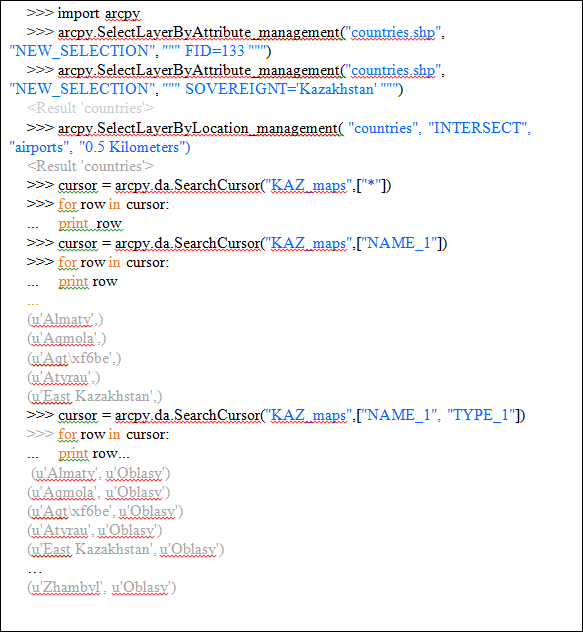 >>> import arcpy
>>> arcpy.SelectLayerByAttribute_management("countries.shp",
"NEW_SELECTION", """ FID=133 """)
>>> arcpy.SelectLayerByAttribute_management("countries.shp",
"NEW_SELECTION", """ SOVEREIGNT='Kazakhstan' """)
<Result 'countries'>
>>> arcpy.SelectLayerByLocation_management( "countries", "INTERSECT",
"airports", "0.5 Kilometers")
<Result 'countries'>
>>> cursor = arcpy.da.SearchCursor("KAZ_maps",["*"])
>>> for row in cursor:
... print row
>>> cursor = arcpy.da.SearchCursor("KAZ_maps",["NAME_1"])
>>> for row in cursor:
... print row
...
(u'Almaty',)
(u'Aqmola',)
(u'Aqt\xf6be',)
(u'Atyrau',)
(u'East Kazakhstan',)
>>> cursor = arcpy.da.SearchCursor("KAZ_maps",["NAME_1", "TYPE_1"])
>>> for row in cursor:
... print row...
(u'Almaty', u'Oblasy')
(u'Aqmola', u'Oblasy')
(u'Aqt\xf6be', u'Oblasy')
(u'Atyrau', u'Oblasy')
(u'East Kazakhstan', u'Oblasy')
...
(u'Zhambyl', u'Oblasy')